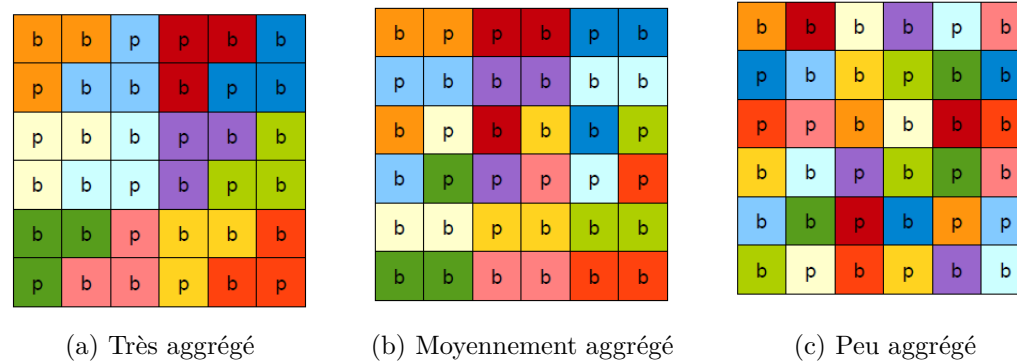 b b p p b b
p b b b p b
p b b p b b
b b p b p b
b b p b b b
p b b p b p
(a) Très aggrégé
b p p b p b
p b b b b b
b p b b b p
b p p p p p
b b p b b b
b b b b b b
(b) Moyennement aggrégé
b b b b p b
p b b p b b
p p b b b b
b b p b p b
b b p b p p
b p b p b b
(c) Peu aggrégé